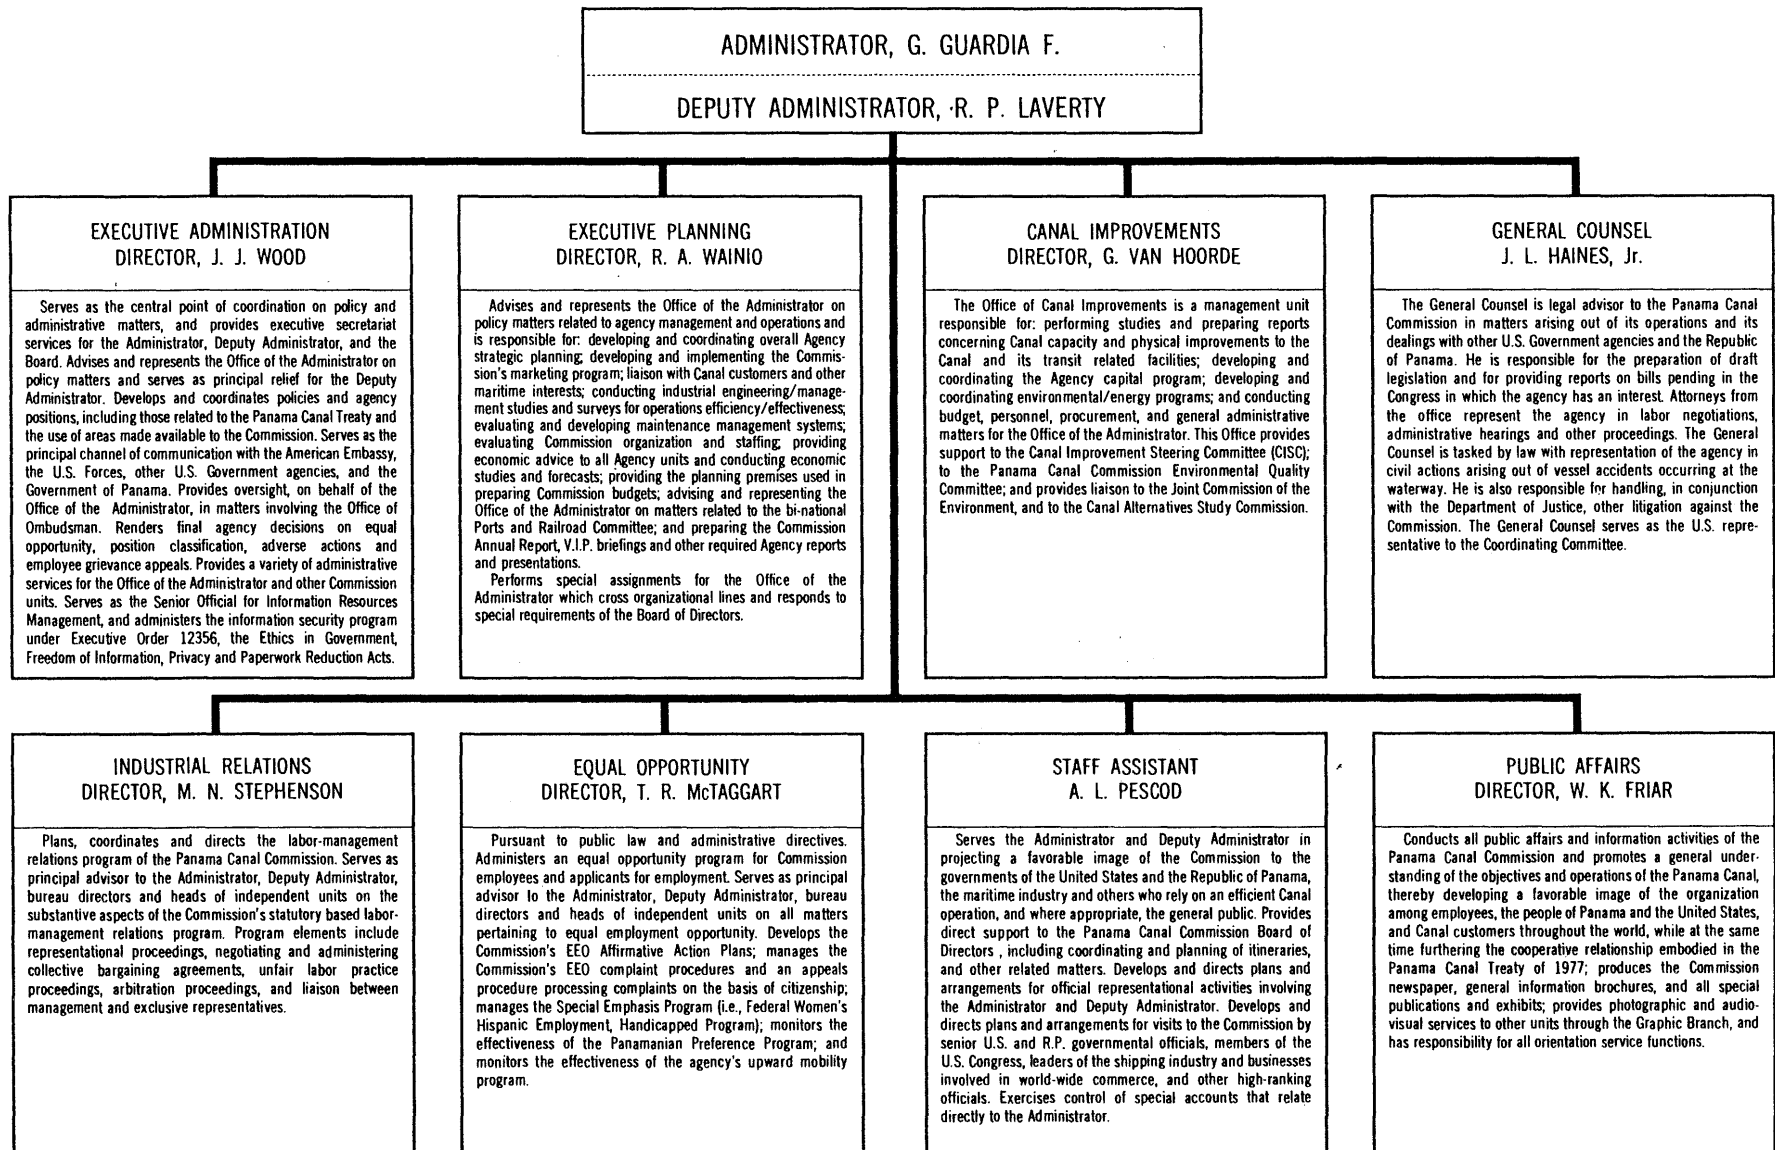 ADMINISTRATOR, G. GUARDIA F.
DEPUTY ADMINISTRATOR, R. P. LAVERTY
EXECUTIVE ADMINISTRATION
DIRECTOR, J. J. WOOD
Serves as the central point of coordination on policy and
administrative matters, and provides executive secretariat
services for the Administrator, Deputy Administrator, and the
Board. Advises and represents the Office of the Administrator on
policy matters and serves as principal relief for the Deputy
Administrator. Develops and coordinates policies and agency
positions, including those related to the Panama Canal Treaty and
the use of areas made available to the Commission. Serves as the
principal channel of communication with the American Embassy,
the U.S. Forces, other U.S. Government agencies, and the
Government of Panama. Provides oversight, on behalf of the
Office of the Administrator, in matters involving the Office of
Ombudsman. Renders final agency decisions on equal
opportunity, position classification, adverse actions and
employee grievance appeals. Provides a variety of administrative
services for the Office of the Administrator and other Commission
units. Serves as the Senior Official for Information Resources
Management, and administers the information security program
under Executive Order 12356, the Ethics in Government,
Freedom of Information, Privacy and Paperwork Reduction Acts.
EXECUTIVE PLANNING
DIRECTOR, R. A. WAINIO
Advises and represents the Office of the Administrator on
policy matters related to agency management and operations and
is responsible for: developing and coordinating overall Agency
strategic planning; developing and implementing the Commis-
sion's marketing program; liaison with Canal customers and other
maritime interests; conducting industrial engineering/manage-
ment studies and surveys for operations efficiency/effectiveness;
evaluating and developing maintenance management systems;
evaluating Commission organization and staffing; providing
economic advice to all Agency units and conducting economic
studies and forecasts; providing the planning premises used in
preparing Commission budgets; advising and representing the
Office of the Administrator on matters related to the bi-national
Ports and Railroad Committee; and preparing the Commission
Annual Report, V.I.P. briefings and other required Agency reports
and presentations.
Performs special assignments for the Office of the
Administrator which cross organizational lines and responds to
special requirements of the Board of Directors.
CANAL IMPROVEMENTS
DIRECTOR, G. VAN HOORDE
The Office of Canal Improvements is a management unit
responsible for: performing studies and preparing reports
concerning Canal capacity and physical improvements to the
Canal and its transit related facilities; developing and
coordinating the Agency capital program; developing and
coordinating environmental/energy programs; and conducting
budget, personnel, procurement, and general administrative
matters for the Office of the Administrator. This Office provides
support to the Canal Improvement Steering Committee (CISC);
to the Panama Canal Commission Environmental Quality
Committee; and provides liaison to the Joint Commission of the
Environment, and to the Canal Alternatives Study Commission.
GENERAL COUNSEL
J. L. HAINES, Jr.
The General Counsel is legal advisor to the Panama Canal
Commission in matters arising out of its operations and its
dealings with other U.S. Government agencies and the Republic
of Panama. He is responsible for the preparation of draft
legislation and for providing reports on bills pending in the
Congress in which the agency has an interest. Attorneys from
the office represent the agency in labor negotiations,
administrative hearings and other proceedings. The General
Counsel is tasked by law with representation of the agency in
civil actions arising out of vessel accidents occurring at the
waterway. He is also responsible for handling, in conjunction
with the Department of Justice, other litigation against the
Commission. The General Counsel serves as the U.S. repre-
sentative to the Coordinating Committee.
INDUSTRIAL RELATIONS
DIRECTOR, M. N. STEPHENSON
Plans, coordinates and directs the labor-management
relations program of the Panama Canal Commission. Serves as
principal advisor to the Administrator, Deputy Administrator,
bureau directors and heads of independent units on the
substantive aspects of the Commission's statutory based labor-
management relations program. Program elements include
representational proceedings, negotiating and administering
collective bargaining agreements, unfair labor practice
proceedings, arbitration proceedings, and liaison between
management and exclusive representatives.
EQUAL OPPORTUNITY
DIRECTOR, T. R. McTAGGART
Pursuant to public law and administrative directives.
Administers an equal opportunity program for Commission
employees and applicants for employment. Serves as principal
advisor to the Administrator, Deputy Administrator, bureau
directors and heads of independent units on all matters
pertaining to equal employment opportunity. Develops the
Commission's EEO Affirmative Action Plans; manages the
Commission's EEO complaint procedures and an appeals
procedure processing complaints on the basis of citizenship;
manages the Special Emphasis Program (i.e., Federal Women's
Hispanic Employment, Handicapped Program); monitors the
effectiveness of the Panamanian Preference Program; and
monitors the effectiveness of the agency's upward mobility
program.
STAFF ASSISTANT
A. L. PESCOD
Serves the Administrator and Deputy Administrator in
projecting a favorable image of the Commission to the
governments of the United States and the Republic of Panama,
the maritime industry and others who rely on an efficient Canal
operation, and where appropriate, the general public. Provides
direct support to the Panama Canal Commission Board of
Directors , including coordinating and planning of itineraries,
and other related matters. Develops and directs plans and
arrangements for official representational activities involving
the Administrator and Deputy Administrator. Develops and
directs plans and arrangements for visits to the Commission by
senior U.S. and R.P. governmental officials, members of the
U.S. Congress, leaders of the shipping industry and businesses
involved in world-wide commerce, and other high-ranking
officials. Exercises control of special accounts that relate
directly to the Administrator.
PUBLIC AFFAIRS
DIRECTOR, W. K. FRIAR
Conducts all public affairs and information activities of the
Panama Canal Commission and promotes a general under-
standing of the objectives and operations of the Panama Canal,
thereby developing a favorable image of the organization
among employees, the people of Panama and the United States,
and Canal customers throughout the world, while at the same
time furthering the cooperative relationship embodied in the
Panama Canal Treaty of 1977; produces the Commission
newspaper, general information brochures, and all special
publications and exhibits; provides photographic and audio-
visual services to other units through the Graphic Branch, and
has responsibility for all orientation service functions.